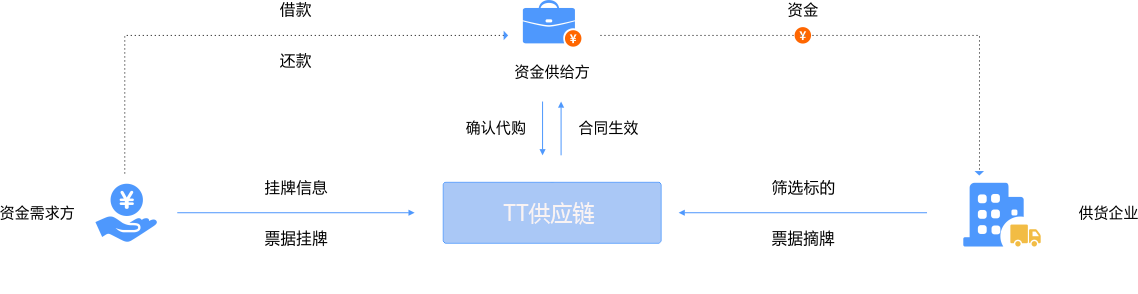 借款
资金
¥
¥
还款
资金供给方
确认代购
合同生效
挂牌信息
筛选标的
¥
资金需求方
TT供应链
供货企业
票据挂牌
票据摘牌